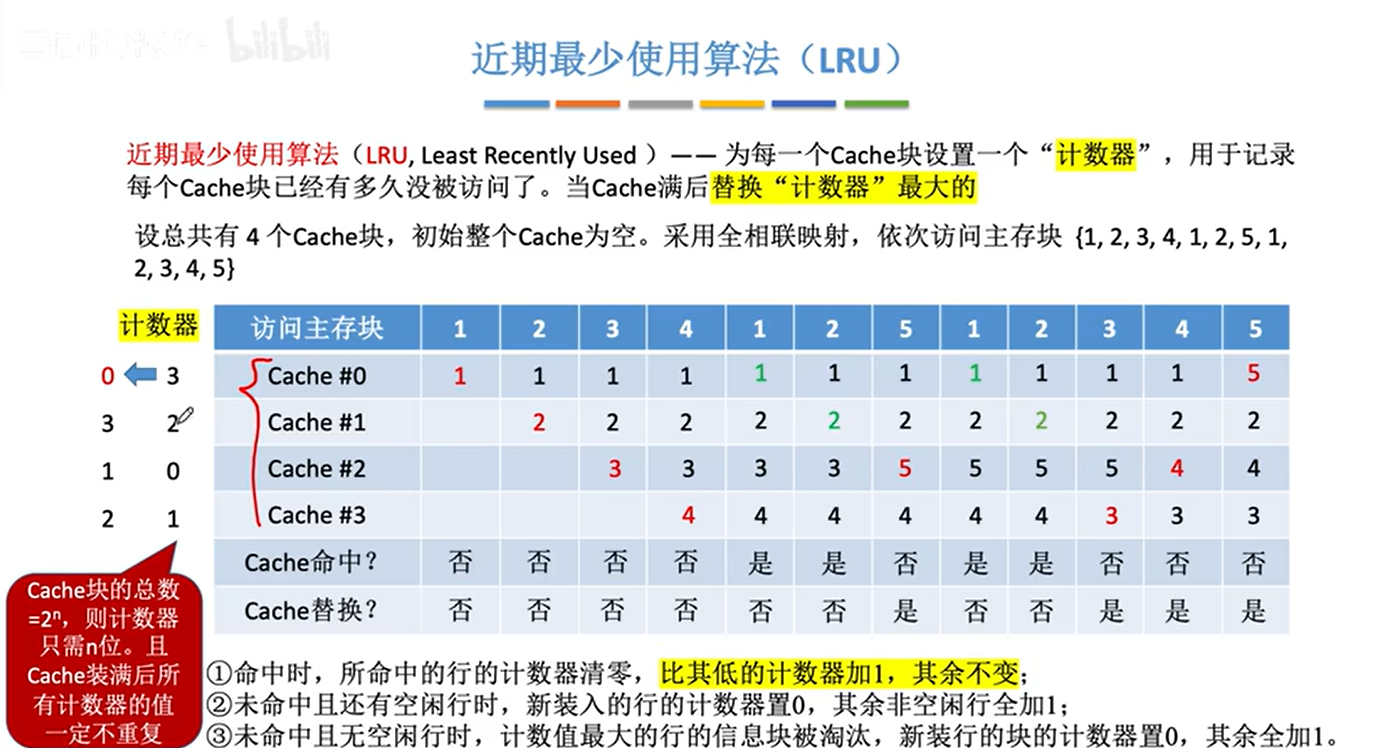 bilibili
近期最少使用算法（LRU）
近期最少使用算法（LRU, Least Recently Used ）—— 为每一个Cache块设置一个“计数器”，用于记录
每个Cache块已经有多久没被访问了。当Cache满后替换“计数器”最大的
设总共有 4 个Cache块，初始整个Cache为空。采用全相联映射，依次访问主存块 {1, 2, 3, 4, 1, 2, 5, 1,
2, 3, 4, 5}
计数器 访问主存块 1 2 3 4 1 2 5 1 2 3 4 5
0 3 Cache #0 1 1 1 1 1 1 1 1 1 1 1 5
3 2 Cache #1 2 2 2 2 2 2 2 2 2 2 2
1 0 Cache #2 3 3 3 3 5 5 5 5 4 4
2 1 Cache #3 4 4 4 4 4 4 3 3 3
Cache命中? 否 否 否 否 是 是 否 是 是 否 否 否
Cache替换? 否 否 否 否 否 否 是 否 否 是 是 是
Cache块的总数
=2ⁿ，则计数器
只需n位。且
Cache装满后所
有计数器的值
一定不重复
①命中时，所命中的行的计数器清零，比其低的计数器加1，其余不变；
②未命中且还有空闲行时，新装入的行的计数器置0，其余非空闲行全加1；
③未命中且无空闲行时，计数值最大的行的信息块被淘汰，新装行的块的计数器置0，其余全加1。